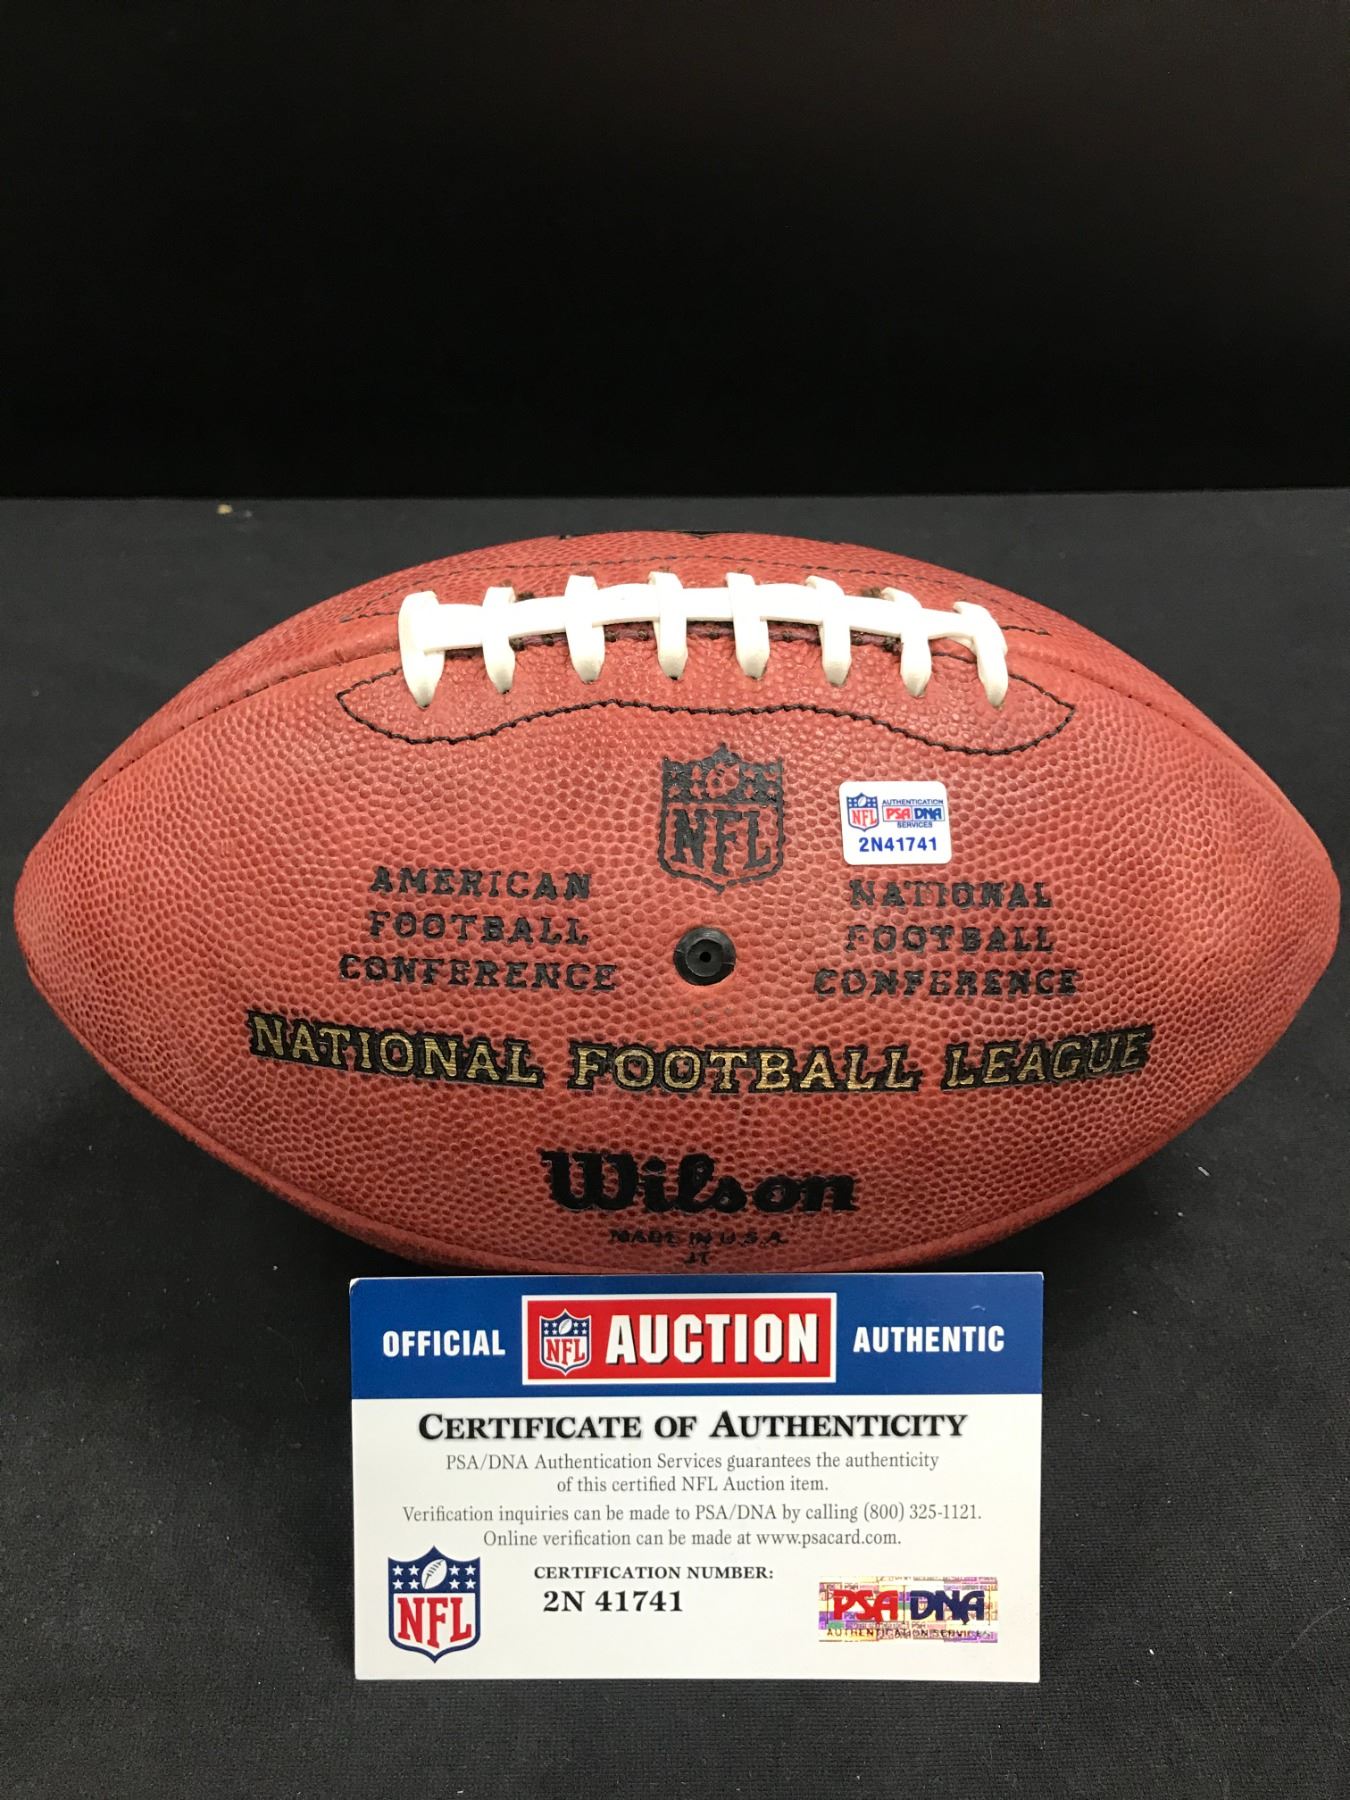 NFL
NFL AUTHENTICATION
PSA DNA
SERVICES
2N41741
AMERICAN
FOOTBALL
CONFERENCE
NATIONAL
FOOTBALL
CONFERENCE
NATIONAL FOOTBALL LEAGUE
Wilson
MADE IN U.S.A.
OFFICIAL NFL AUCTION AUTHENTIC
CERTIFICATE OF AUTHENTICITY
PSA/DNA Authentication Services guarantees the authenticity
of this certified NFL Auction item.
Verification inquiries can be made to PSA/DNA by calling (800) 325-1121.
Online verification can be made at www.psacard.com.
NFL
CERTIFICATION NUMBER:
2N 41741
PSA DNA
AUTHENTICATION SERVICES